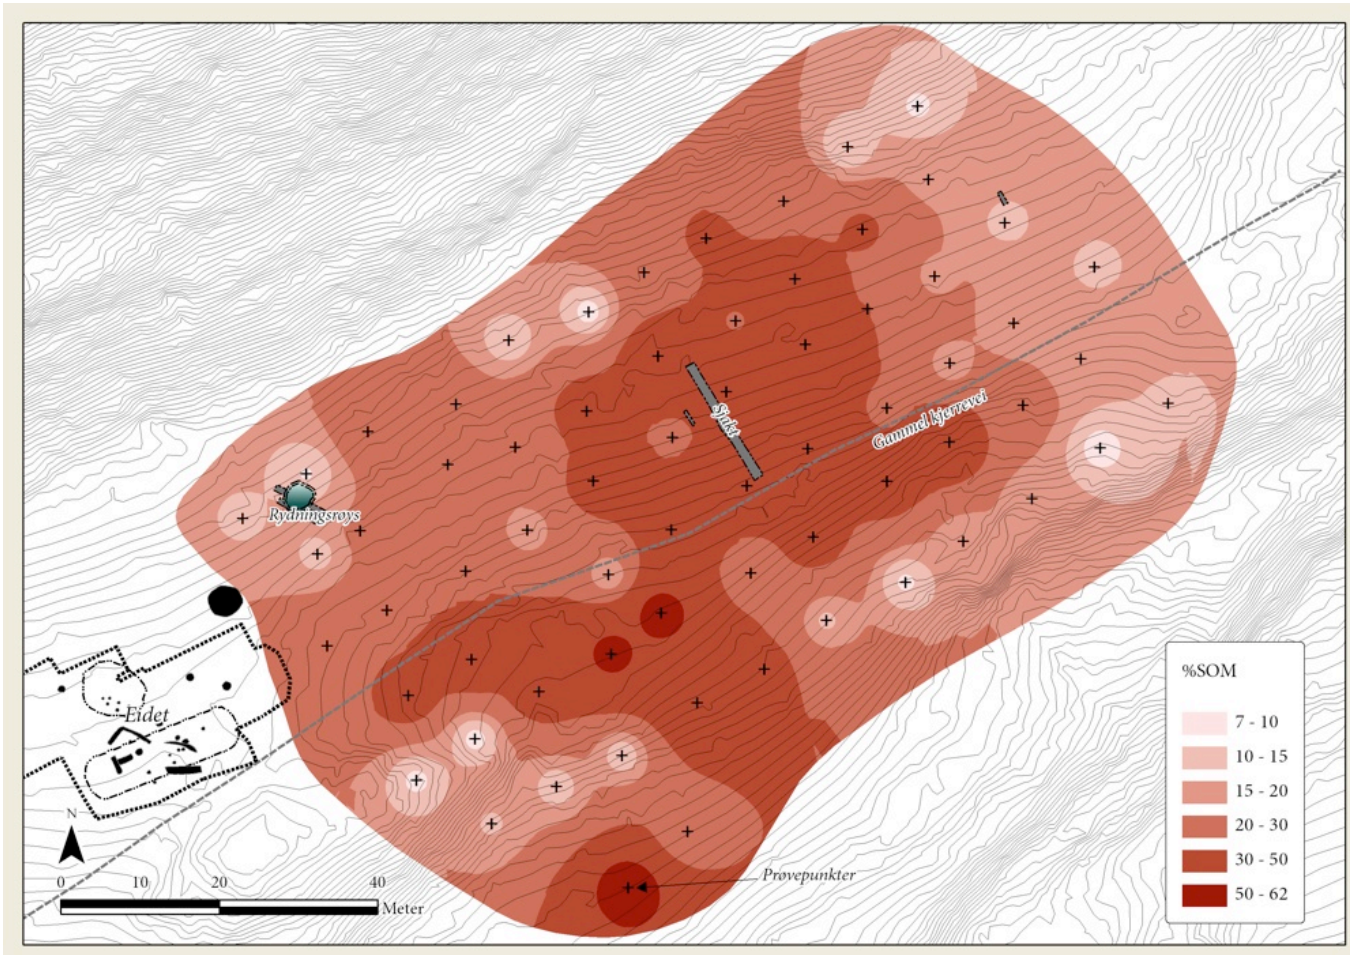 Sjakt
Gammel kjerrevei
Rydningsrøys
Eidet
N
0 10 20 40
Meter
Prøvepunkter
%SOM
7 - 10
10 - 15
15 - 20
20 - 30
30 - 50
50 - 62